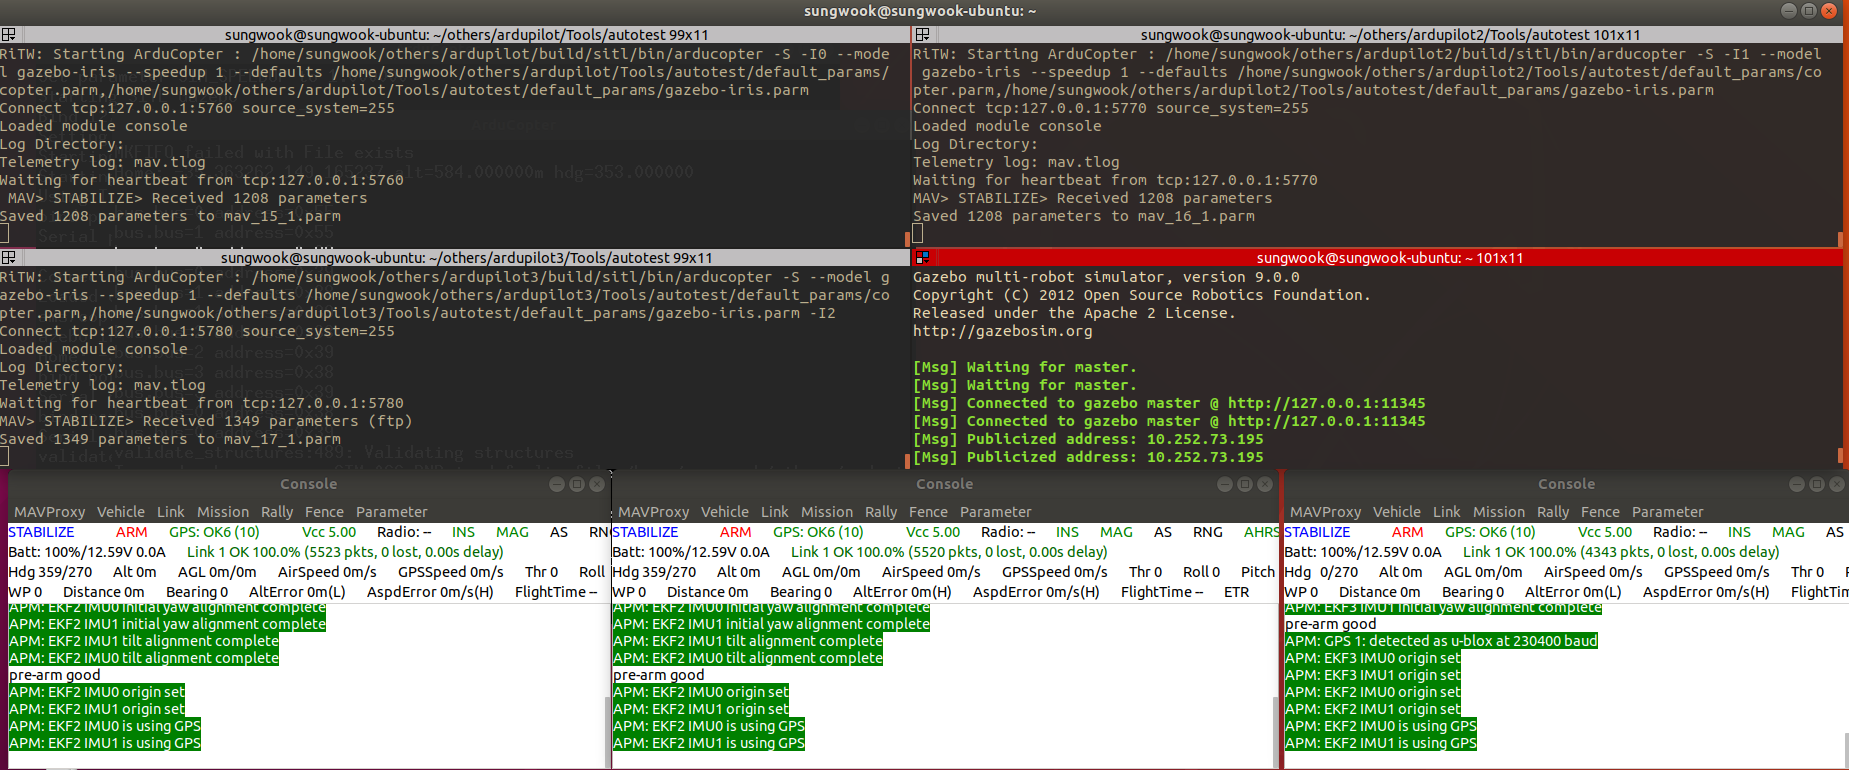 sungwook@sungwook-ubuntu: ~
sungwook@sungwook-ubuntu: ~/others/ardupilot/Tools/autotest 99x11
RiTW: Starting ArduCopter : /home/sungwook/others/ardupilot/build/sitl/bin/arducopter -S -I0 --mode
l gazebo-iris --speedup 1 --defaults /home/sungwook/others/ardupilot/Tools/autotest/default_params/
copter.parm,/home/sungwook/others/ardupilot/Tools/autotest/default_params/gazebo-iris.parm
Connect tcp:127.0.0.1:5760 source_system=255
Loaded module console
Log Directory:
Telemetry log: mav.tlog
Waiting for heartbeat from tcp:127.0.0.1:5760
MAV> STABILIZE> Received 1208 parameters
Saved 1208 parameters to mav_15_1.parm
sungwook@sungwook-ubuntu: ~/others/ardupilot2/Tools/autotest 101x11
RiTW: Starting ArduCopter : /home/sungwook/others/ardupilot2/build/sitl/bin/arducopter -S -I1 --model
gazebo-iris --speedup 1 --defaults /home/sungwook/others/ardupilot2/Tools/autotest/default_params/co
pter.parm,/home/sungwook/others/ardupilot2/Tools/autotest/default_params/gazebo-iris.parm
Connect tcp:127.0.0.1:5770 source_system=255
Loaded module console
Log Directory:
Telemetry log: mav.tlog
Waiting for heartbeat from tcp:127.0.0.1:5770
MAV> STABILIZE> Received 1208 parameters
Saved 1208 parameters to mav_16_1.parm
sungwook@sungwook-ubuntu: ~/others/ardupilot3/Tools/autotest 99x11
RiTW: Starting ArduCopter : /home/sungwook/others/ardupilot3/build/sitl/bin/arducopter -S --model g
azebo-iris --speedup 1 --defaults /home/sungwook/others/ardupilot3/Tools/autotest/default_params/co
pter.parm,/home/sungwook/others/ardupilot3/Tools/autotest/default_params/gazebo-iris.parm -I2
Connect tcp:127.0.0.1:5780 source_system=255
Loaded module console
Log Directory:
Telemetry log: mav.tlog
Waiting for heartbeat from tcp:127.0.0.1:5780
MAV> STABILIZE> Received 1349 parameters (ftp)
Saved 1349 parameters to mav_17_1.parm
sungwook@sungwook-ubuntu: ~ 101x11
Gazebo multi-robot simulator, version 9.0.0
Copyright (C) 2012 Open Source Robotics Foundation.
Released under the Apache 2 License.
http://gazebosim.org
[Msg] Waiting for master.
[Msg] Waiting for master.
[Msg] Connected to gazebo master @ http://127.0.0.1:11345
[Msg] Connected to gazebo master @ http://127.0.0.1:11345
[Msg] Publicized address: 10.252.73.195
[Msg] Publicized address: 10.252.73.195
Console
MAVProxy Vehicle Link Mission Rally Fence Parameter
STABILIZE ARM GPS: OK6 (10) Vcc 5.00 Radio: -- INS MAG AS RNG
Batt: 100%/12.59V 0.0A Link 1 OK 100.0% (5523 pkts, 0 lost, 0.00s delay)
Hdg 359/270 Alt 0m AGL 0m/0m AirSpeed 0m/s GPSSpeed 0m/s Thr 0 Roll
WP 0 Distance 0m Bearing 0 AltError 0m(L) AspdError 0m/s(H) FlightTime --
APM: EKF2 IMU0 initial yaw alignment complete
APM: EKF2 IMU1 initial yaw alignment complete
APM: EKF2 IMU1 tilt alignment complete
APM: EKF2 IMU0 tilt alignment complete
pre-arm good
APM: EKF2 IMU0 origin set
APM: EKF2 IMU1 origin set
APM: EKF2 IMU0 is using GPS
APM: EKF2 IMU1 is using GPS
Console
MAVProxy Vehicle Link Mission Rally Fence Parameter
STABILIZE ARM GPS: OK6 (10) Vcc 5.00 Radio: -- INS MAG AS RNG AHRS
Batt: 100%/12.59V 0.0A Link 1 OK 100.0% (5520 pkts, 0 lost, 0.00s delay)
Hdg 359/270 Alt 0m AGL 0m/0m AirSpeed 0m/s GPSSpeed 0m/s Thr 0 Roll 0 Pitch
WP 0 Distance 0m Bearing 0 AltError 0m(H) AspdError 0m/s(H) FlightTime -- ETR
APM: EKF2 IMU0 initial yaw alignment complete
APM: EKF2 IMU1 initial yaw alignment complete
APM: EKF2 IMU1 tilt alignment complete
APM: EKF2 IMU0 tilt alignment complete
pre-arm good
APM: EKF2 IMU0 origin set
APM: EKF2 IMU1 origin set
APM: EKF2 IMU0 is using GPS
APM: EKF2 IMU1 is using GPS
Console
MAVProxy Vehicle Link Mission Rally Fence Parameter
STABILIZE ARM GPS: OK6 (10) Vcc 5.00 Radio: -- INS MAG AS
Batt: 100%/12.59V 0.0A Link 1 OK 100.0% (4343 pkts, 0 lost, 0.00s delay)
Hdg 0/270 Alt 0m AGL 0m/0m AirSpeed 0m/s GPSSpeed 0m/s Thr 0
WP 0 Distance 0m Bearing 0 AltError 0m(L) AspdError 0m/s(H) FlightTime
APM: EKF3 IMU1 initial yaw alignment complete
pre-arm good
APM: GPS 1: detected as u-blox at 230400 baud
APM: EKF3 IMU0 origin set
APM: EKF3 IMU1 origin set
APM: EKF2 IMU0 origin set
APM: EKF2 IMU1 origin set
APM: EKF2 IMU0 is using GPS
APM: EKF2 IMU1 is using GPS